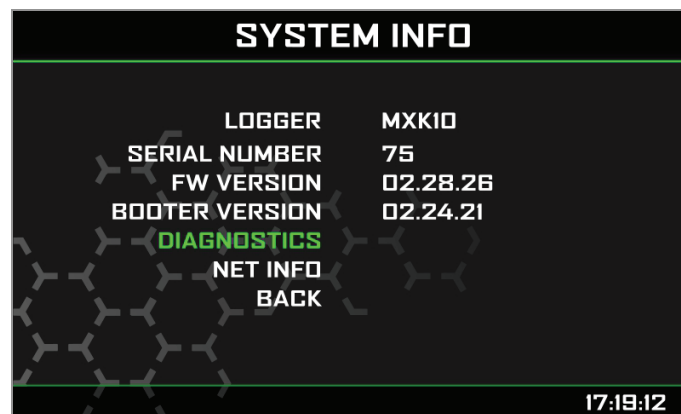 SYSTEM INFO
LOGGER MXK10
SERIAL NUMBER 75
FW VERSION 02.28.26
BOOTER VERSION 02.24.21
DIAGNOSTICS
NET INFO
BACK
17:19:12